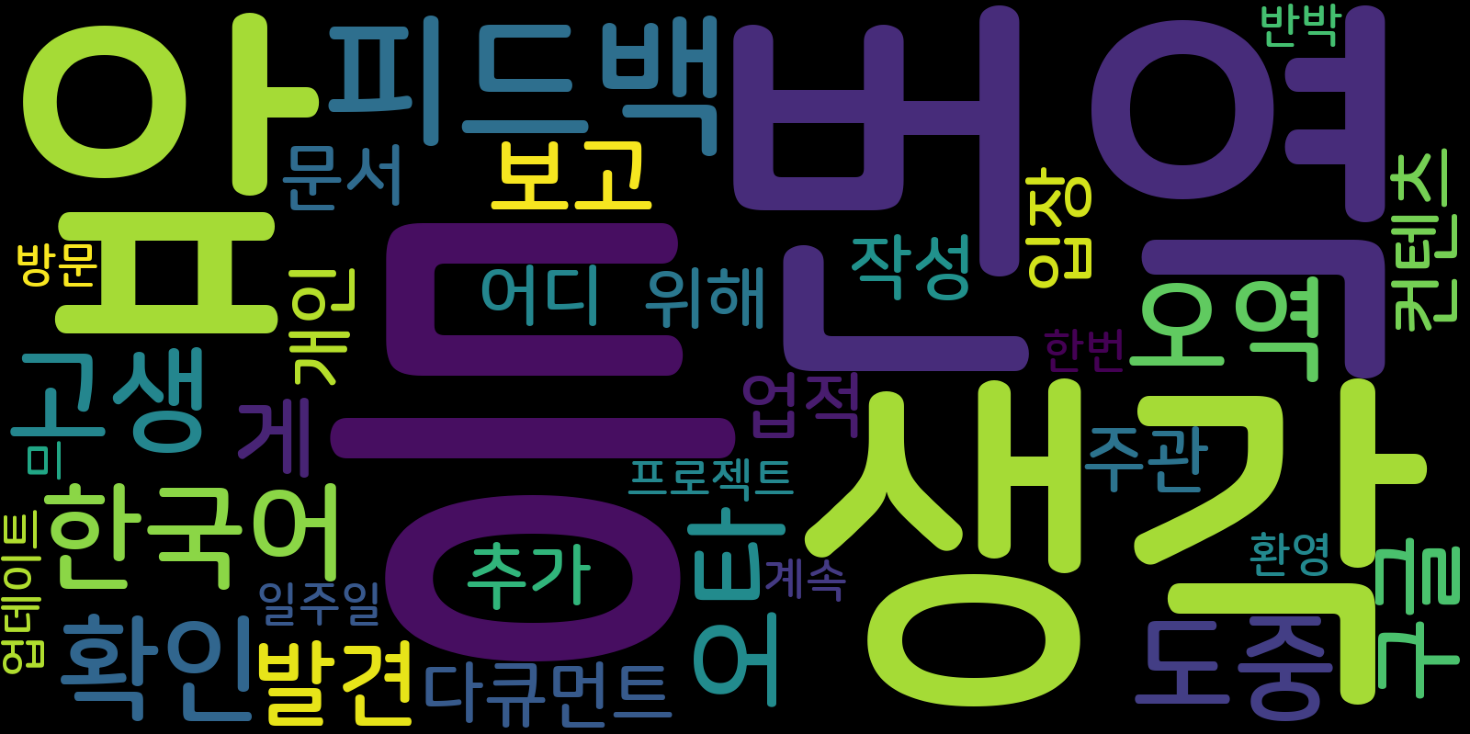 앞
피드백
번역
반박
문서
보고
방문
개인
등
어디
위해
작성
입장
오역
컨텐츠
고생
믹
게
업적
한번
생각
주관
한국어
프로젝트
추가
오타
계속
환영
구글
업데이트
일주일
확인
발견
다큐먼트
도중